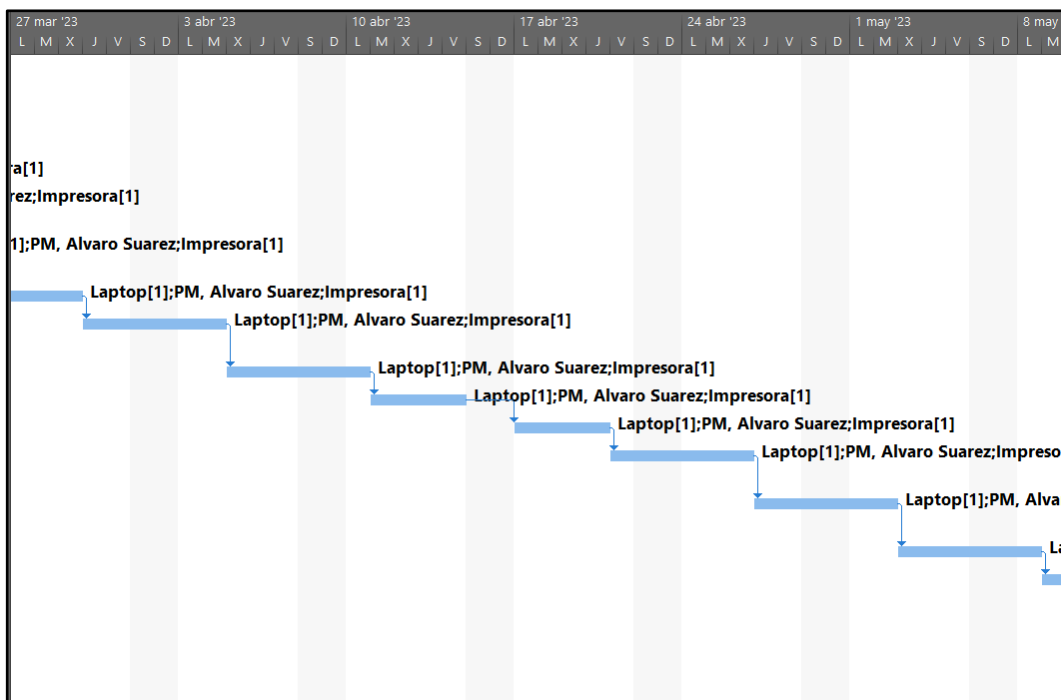 27 mar '23 3 abr '23 10 abr '23 17 abr '23 24 abr '23 1 may '23 8 may
L M X J V S D L M X J V S D L M X J V S D L M X J V S D L M X J V S D L M X J V S D L M
ra[1]
rez;Impresora[1]
1];PM, Alvaro Suarez;Impresora[1]
Laptop[1];PM, Alvaro Suarez;Impresora[1]
Laptop[1];PM, Alvaro Suarez;Impresora[1]
Laptop[1];PM, Alvaro Suarez;Impresora[1]
Laptop[1];PM, Alvaro Suarez;Impresora[1]
Laptop[1];PM, Alvaro Suarez;Impresora[1]
Laptop[1];PM, Alvaro Suarez;Impreso
Laptop[1];PM, Alva
La